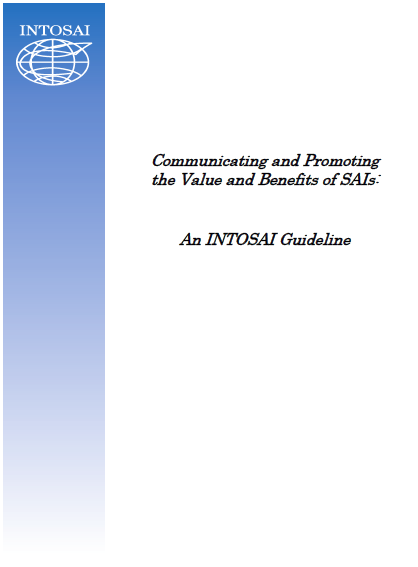 INTOSAI
Communicating and Promoting
the Value and Benefits of SAIs:
An INTOSAI Guideline